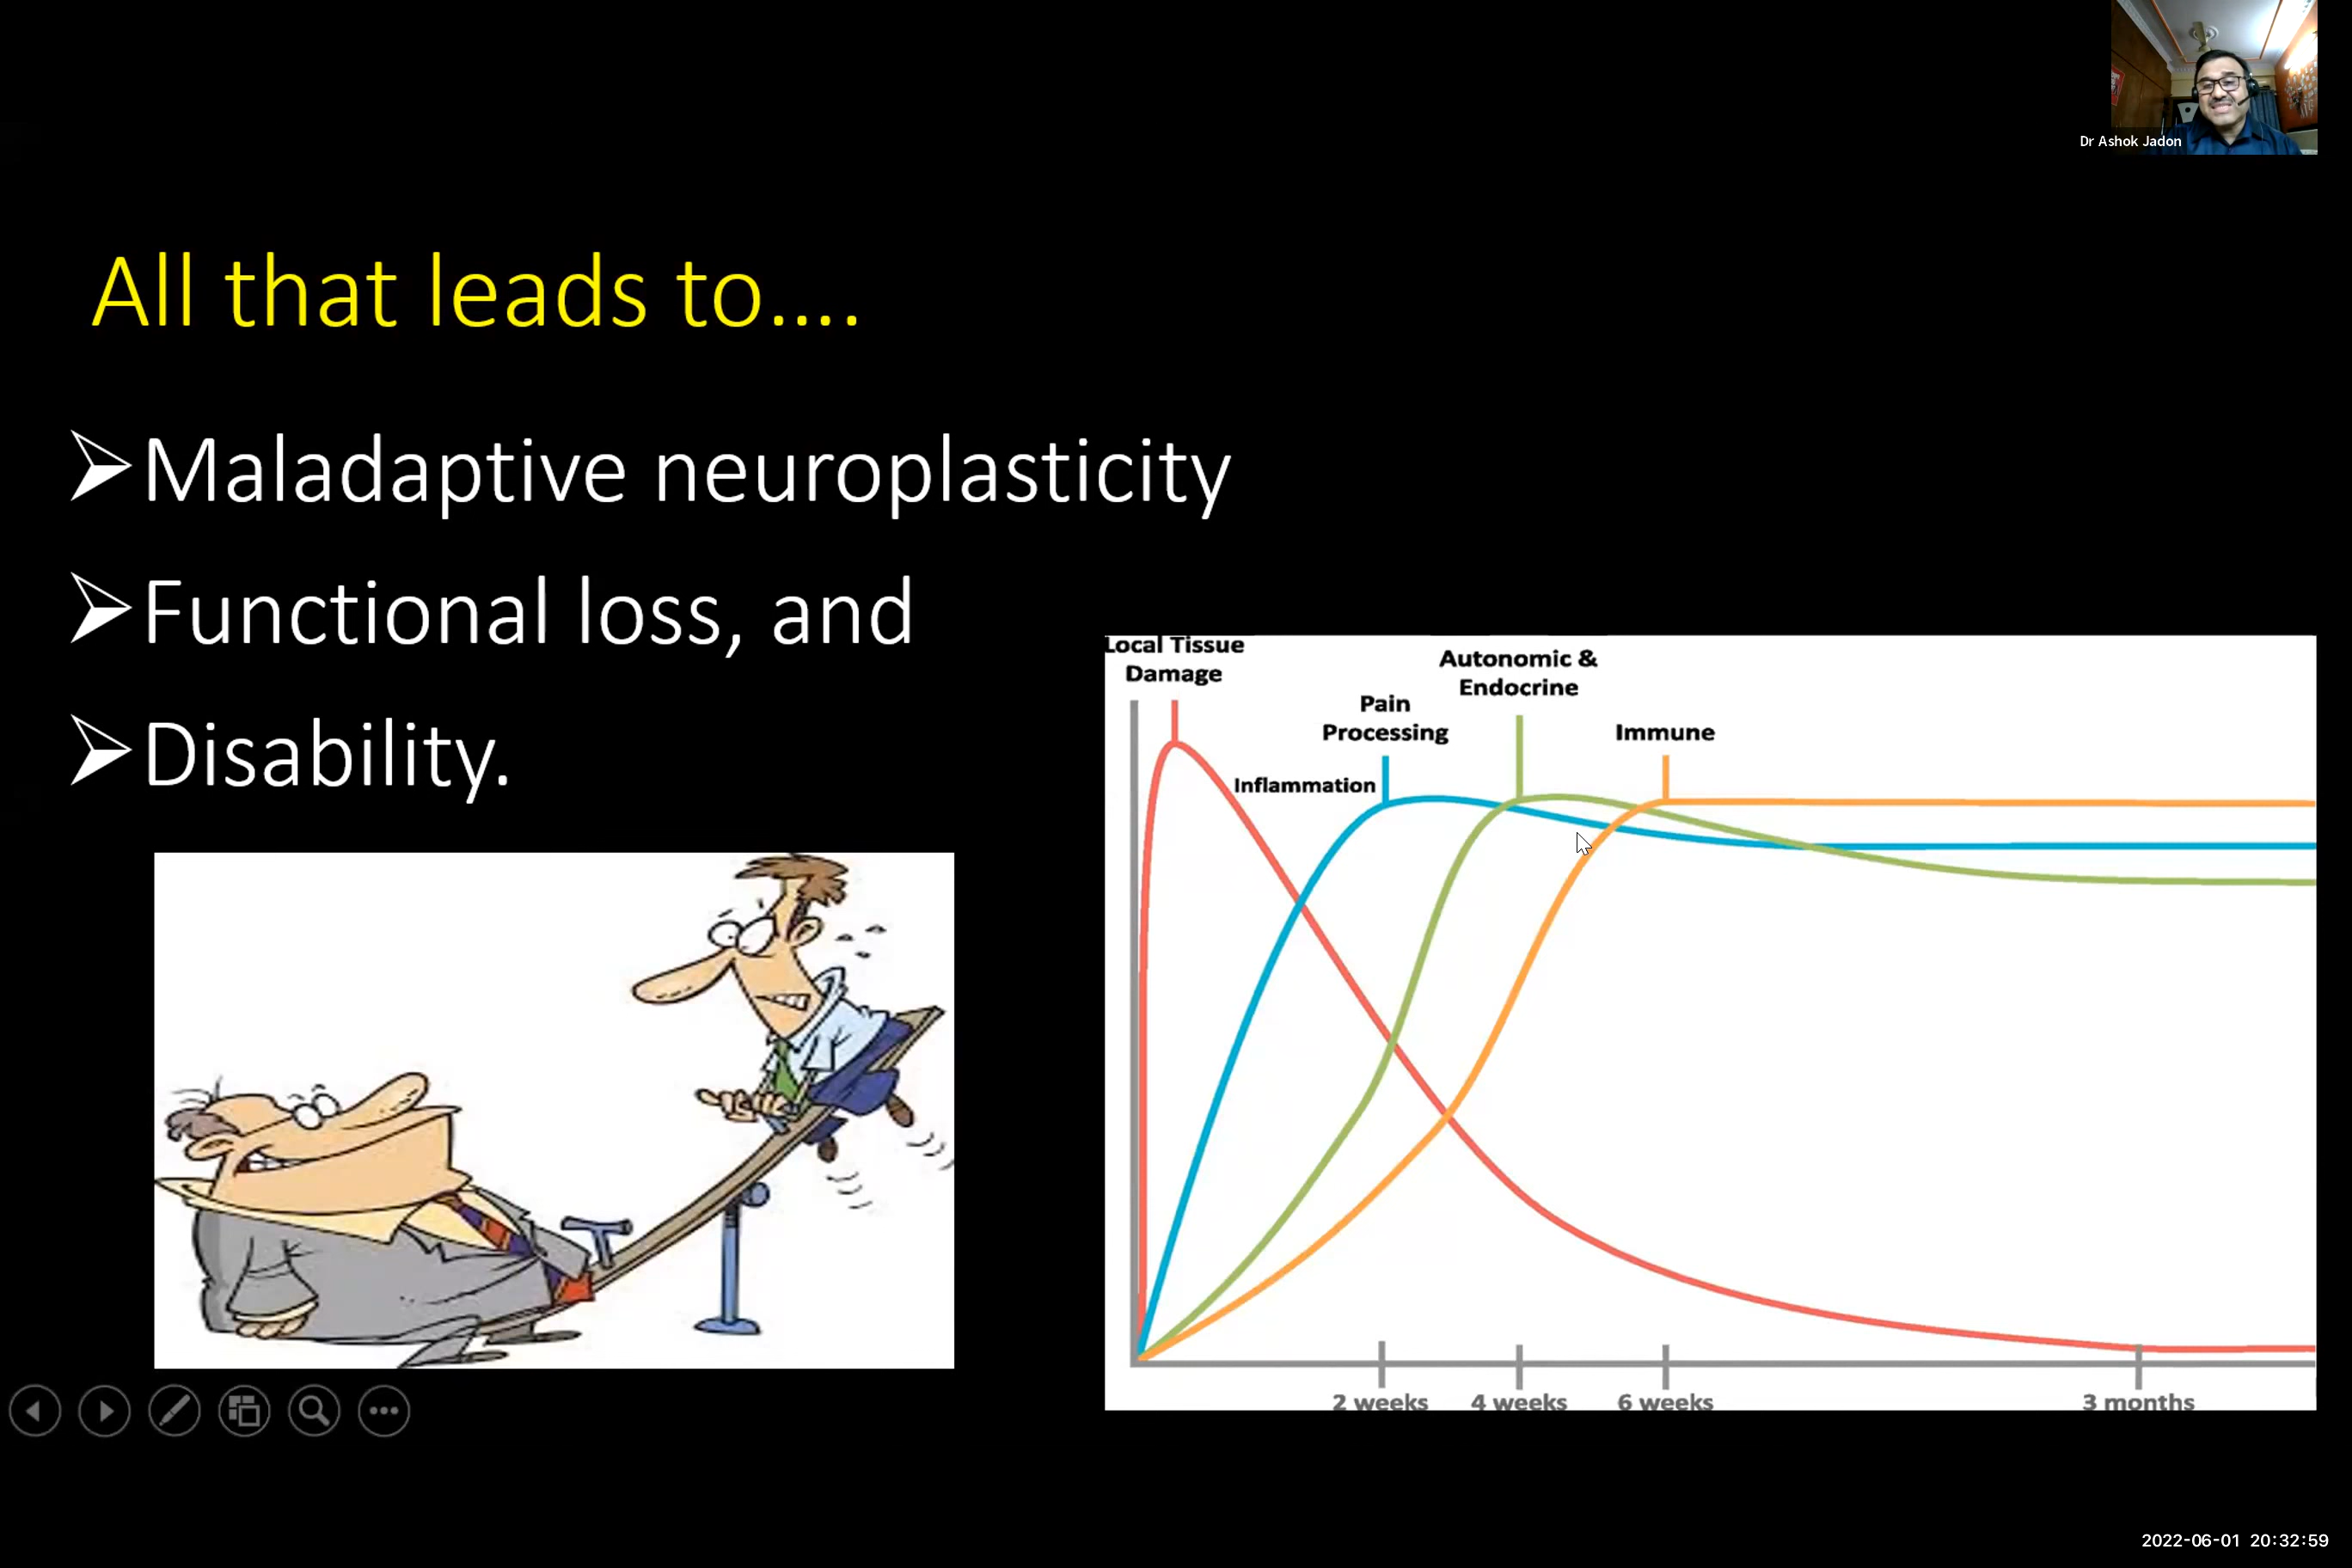 Dr Ashok Jadon
All that leads to....
Maladaptive neuroplasticity
Functional loss, and
Disability.
Local Tissue
Damage
Pain
Processing
Inflammation
Autonomic &
Endocrine
Immune
2 weeks
4 weeks
6 weeks
3 months
2022-06-01 20:32:59